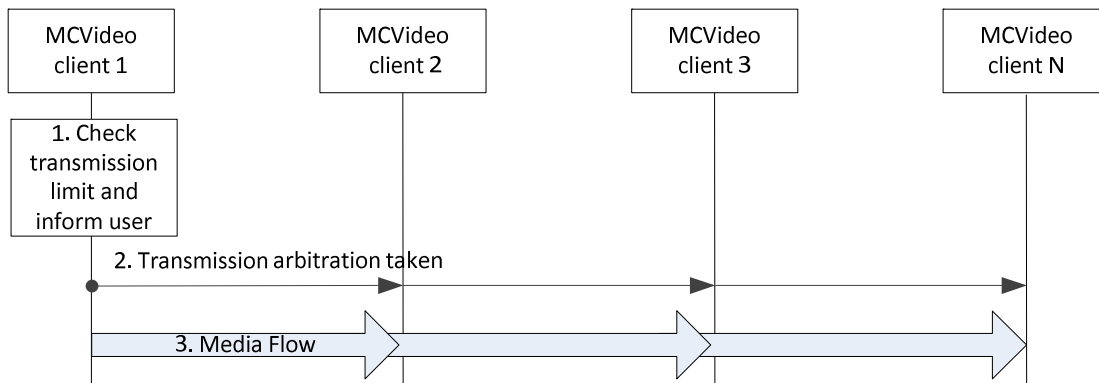 MCVideo
client 1
MCVideo
client 2
MCVideo
client 3
MCVideo
client N
1. Check
transmission
limit and
inform user
2. Transmission arbitration taken
3. Media Flow